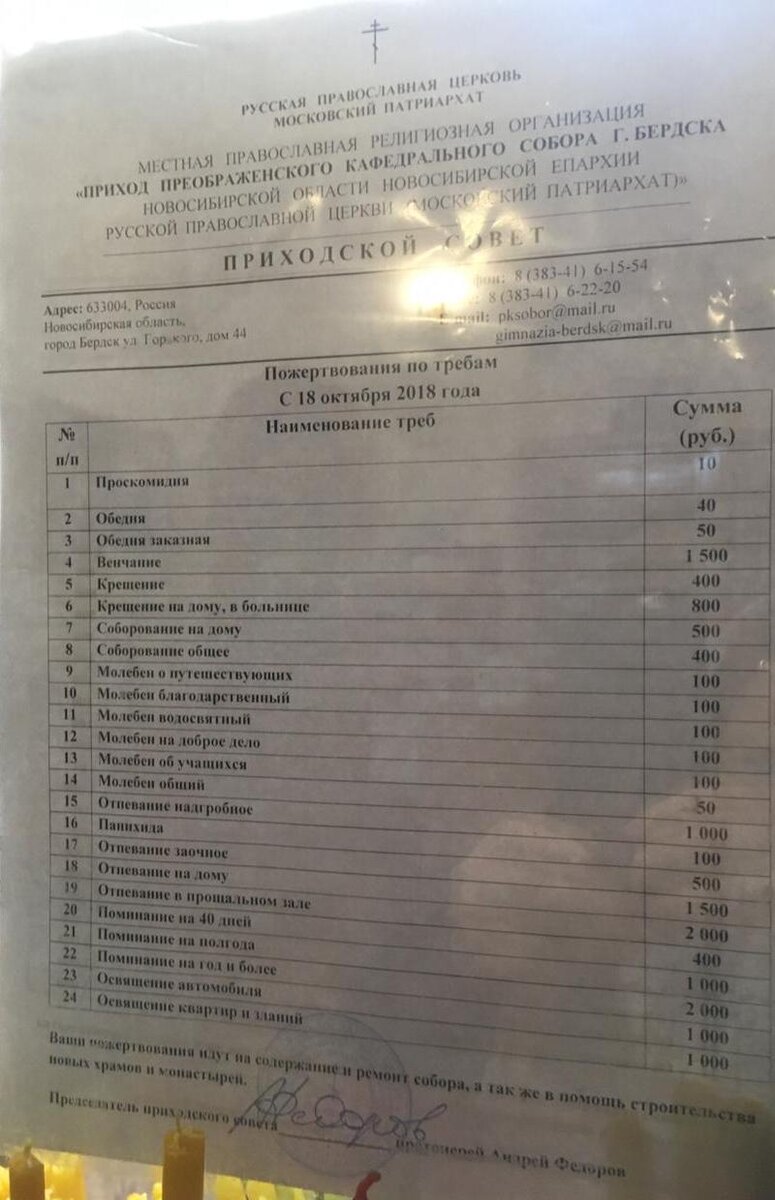 РУССКАЯ ПРАВОСЛАВНАЯ ЦЕРКОВЬ
МОСКОВСКИЙ ПАТРИАРХАТ
МЕСТНАЯ ПРАВОСЛАВНАЯ РЕЛИГИОЗНАЯ ОРГАНИЗАЦИЯ
«ПРИХОД ПРЕОБРАЖЕНСКОГО КАФЕДРАЛЬНОГО СОБОРА Г. БЕРДСКА
НОВОСИБИРСКОЙ ОБЛАСТИ НОВОСИБИРСКОЙ ЕПАРХИИ
РУССКОЙ ПРАВОСЛАВНОЙ ЦЕРКВИ (МОСКОВСКИЙ ПАТРИАРХАТ)»
ПРИХОДСКОЙ СОВЕТ
Адрес: 633004, Россия
Новосибирская область,
город Бердск ул. Горького, дом 44
8 (383-41) 6-15-54
8 (383-41) 6-22-20
E-mail: pksobor@mail.ru
gimnazia-berdsk@mail.ru
Пожертвования по требам
С 18 октября 2018 года
№ п/п Наименование треб Сумма (руб.)
1 Проскомидия 10
2 Обедня 40
3 Обедня заказная 50
4 Венчание 1 500
5 Крещение 400
6 Крещение на дому, в больнице 800
7 Соборование на дому 500
8 Соборование общее 400
9 Молебен о путешествующих 100
10 Молебен благодарственный 100
11 Молебен водосвятный 100
12 Молебен на доброе дело 100
13 Молебен об учащихся 100
14 Молебен общий 50
15 Отпевание надгробное 1 000
16 Панихида 100
17 Отпевание заочное 500
18 Отпевание на дому 1 500
19 Отпевание в прощальном зале 2 000
20 Поминание на 40 дней 400
21 Поминание на полгода 1 000
22 Поминание на год и более 2 000
23 Освящение автомобиля 1 000
24 Освящение квартир и зданий 1 000
Ваши пожертвования идут на содержание и ремонт собора, а так же в помощь строительства
новых храмов и монастырей.
Председатель приходского совета протоиерей Андрей Федоров